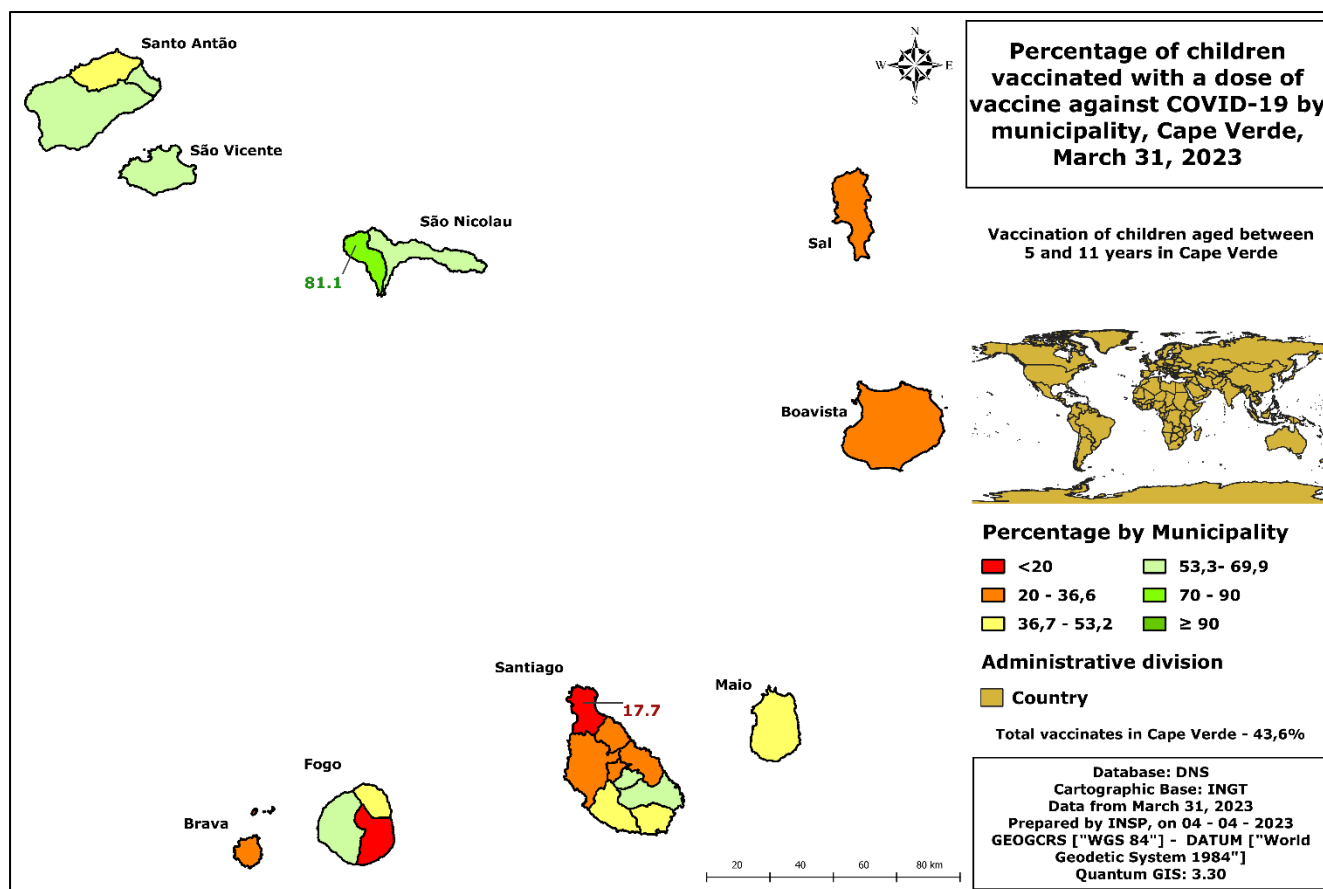 Santo Antão
São Vicente
São Nicolau
81.1
N
W E
S
Sal
Boavista
Santiago
17.7
Maio
Fogo
Brava
20 40 60 80 km
Percentage of children
vaccinated with a dose of
vaccine against COVID-19 by
municipality, Cape Verde,
March 31, 2023
Vaccination of children aged between
5 and 11 years in Cape Verde
Percentage by Municipality
<20
20 - 36,6
36,7 - 53,2
53,3- 69,9
70 - 90
≥ 90
Administrative division
Country
Total vaccinates in Cape Verde - 43,6%
Database: DNS
Cartographic Base: INGT
Data from March 31, 2023
Prepared by INSP, on 04 - 04 - 2023
GEOGCRS ["WGS 84"] - DATUM ["World
Geodetic System 1984"]
Quantum GIS: 3.30